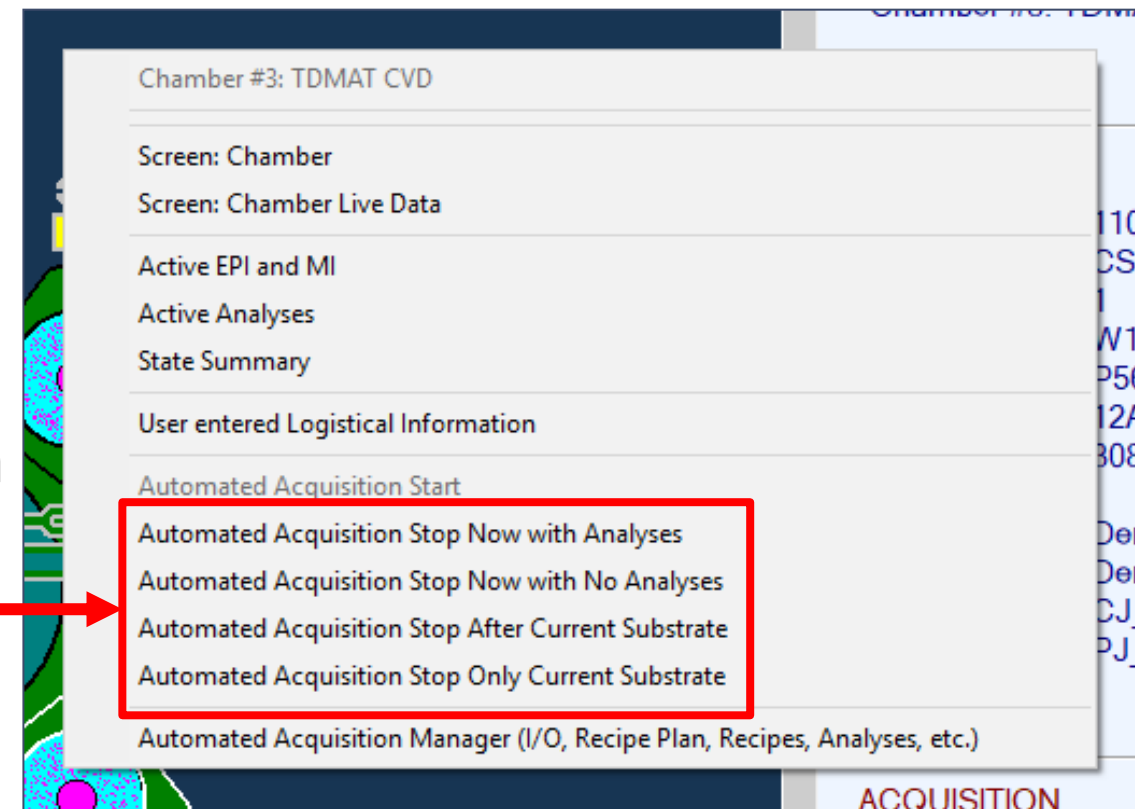 Chamber #3: TDMAT CVD
Screen: Chamber
Screen: Chamber Live Data
Active EPI and MI
Active Analyses
State Summary
User entered Logistical Information
Automated Acquisition Start
Automated Acquisition Stop Now with Analyses
Automated Acquisition Stop Now with No Analyses
Automated Acquisition Stop After Current Substrate
Automated Acquisition Stop Only Current Substrate
Automated Acquisition Manager (I/O, Recipe Plan, Recipes, Analyses, etc.)
ACQUISITION